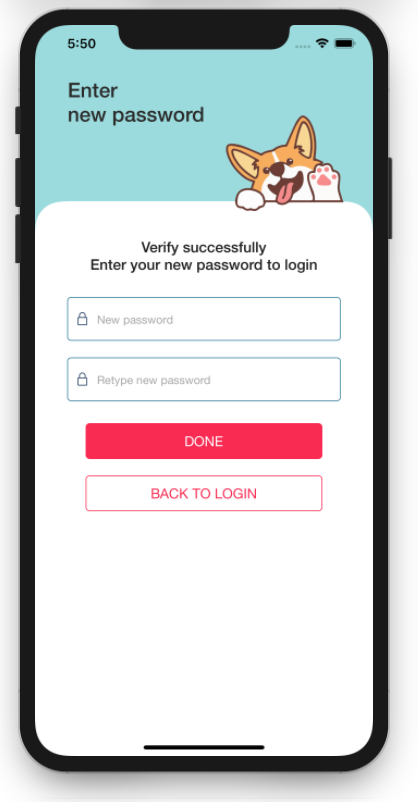 5:50
Enter
new password
Verify successfully
Enter your new password to login
New password
Retype new password
DONE
BACK TO LOGIN